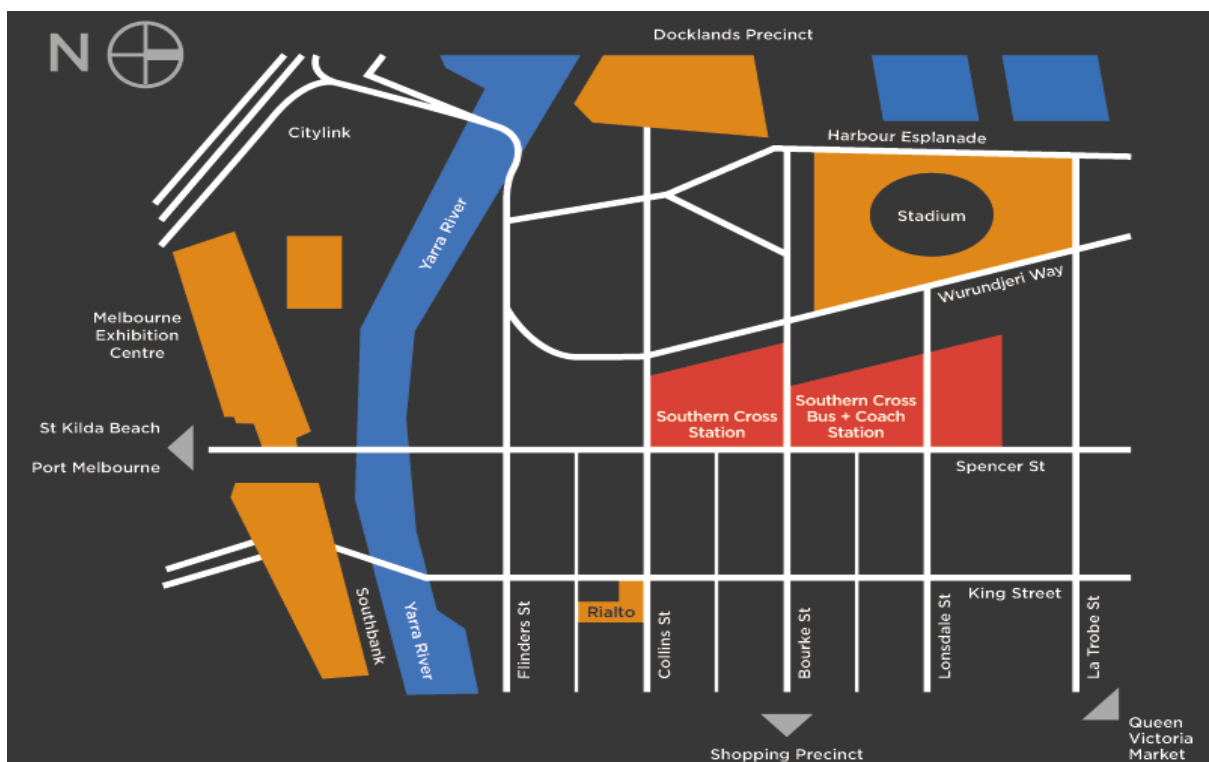 N
Docklands Precinct
Citylink
Harbour Esplanade
Yarra River
Stadium
Wurundjeri Way
Melbourne
Exhibition
Centre
Southern Cross
Station
Southern Cross
Bus + Coach
Station
St Kilda Beach
Port Melbourne
Spencer St
King Street
Southbank
Yarra River
Flinders St
Rialto
Collins St
Bourke St
Lonsdale St
La Trobe St
Shopping Precinct
Queen
Victoria
Market